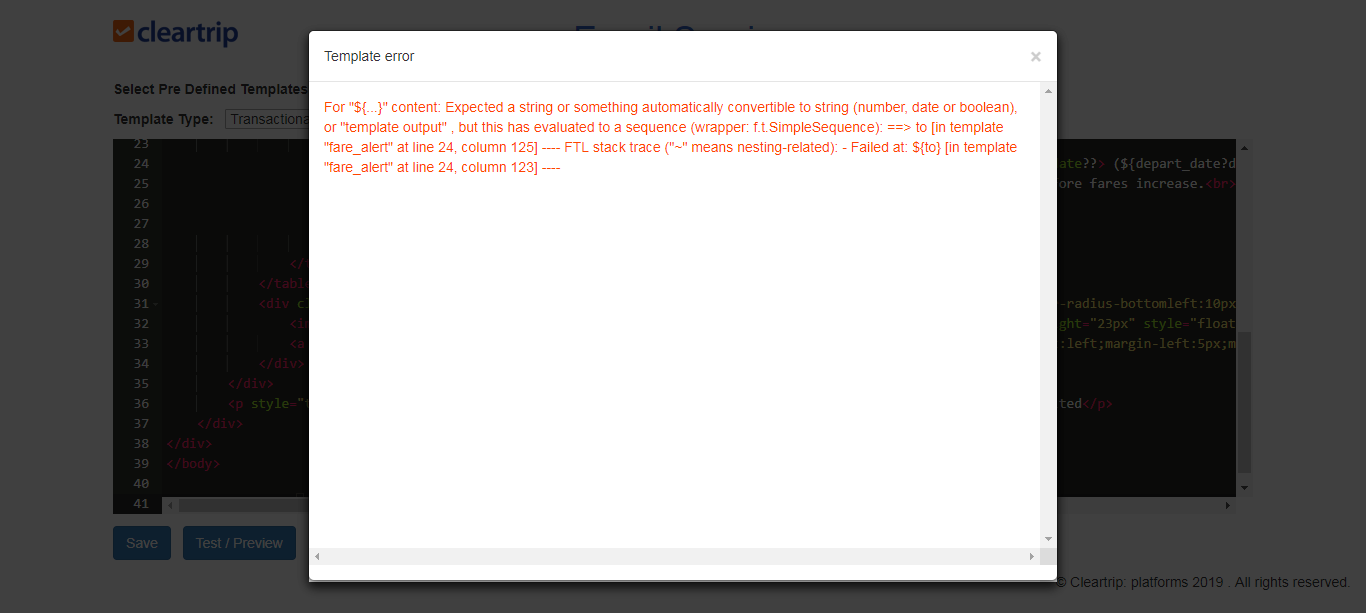 cleartrip
Template error
×
Select Pre Defined Templates
Template Type:
For "${...}" content: Expected a string or something automatically convertible to string (number, date or boolean),
or "template output" , but this has evaluated to a sequence (wrapper: f.t.SimpleSequence): ==> to [in template
"fare_alert" at line 24, column 125] ---- FTL stack trace ("~" means nesting-related): - Failed at: ${to} [in template
"fare_alert" at line 24, column 123] ----
23
24 ate??> (${depart_date?d
25 ore fares increase.<br>
26
27
28
29 </
30 </table
31 <div cl -radius-bottomleft:10px
32 ght="23px" style="float
33 <a :left;margin-left:5px;m
34 </div>
35 </div>
36 <p style="t ted</p>
37 </div>
38 </div>
39 </body>
40
41
Save Test / Preview
© Cleartrip: platforms 2019 . All rights reserved.